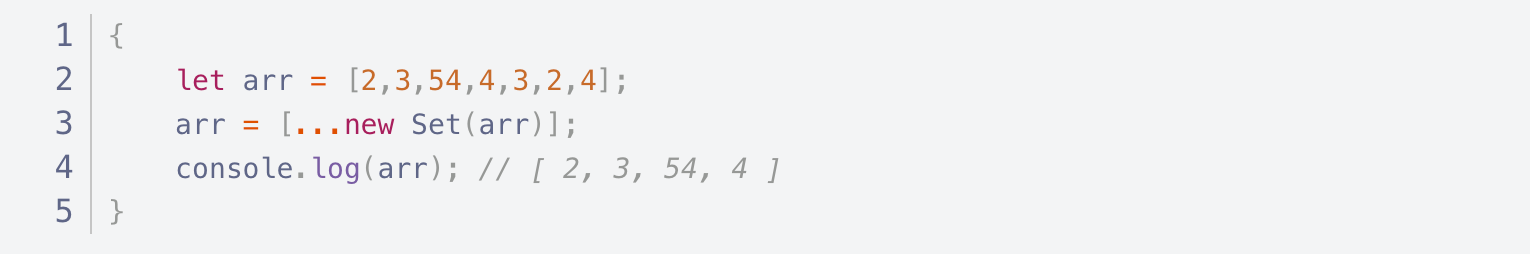 1 {
2     let arr = [2,3,54,4,3,2,4];
3     arr = [...new Set(arr)];
4     console.log(arr); // [ 2, 3, 54, 4 ]
5 }